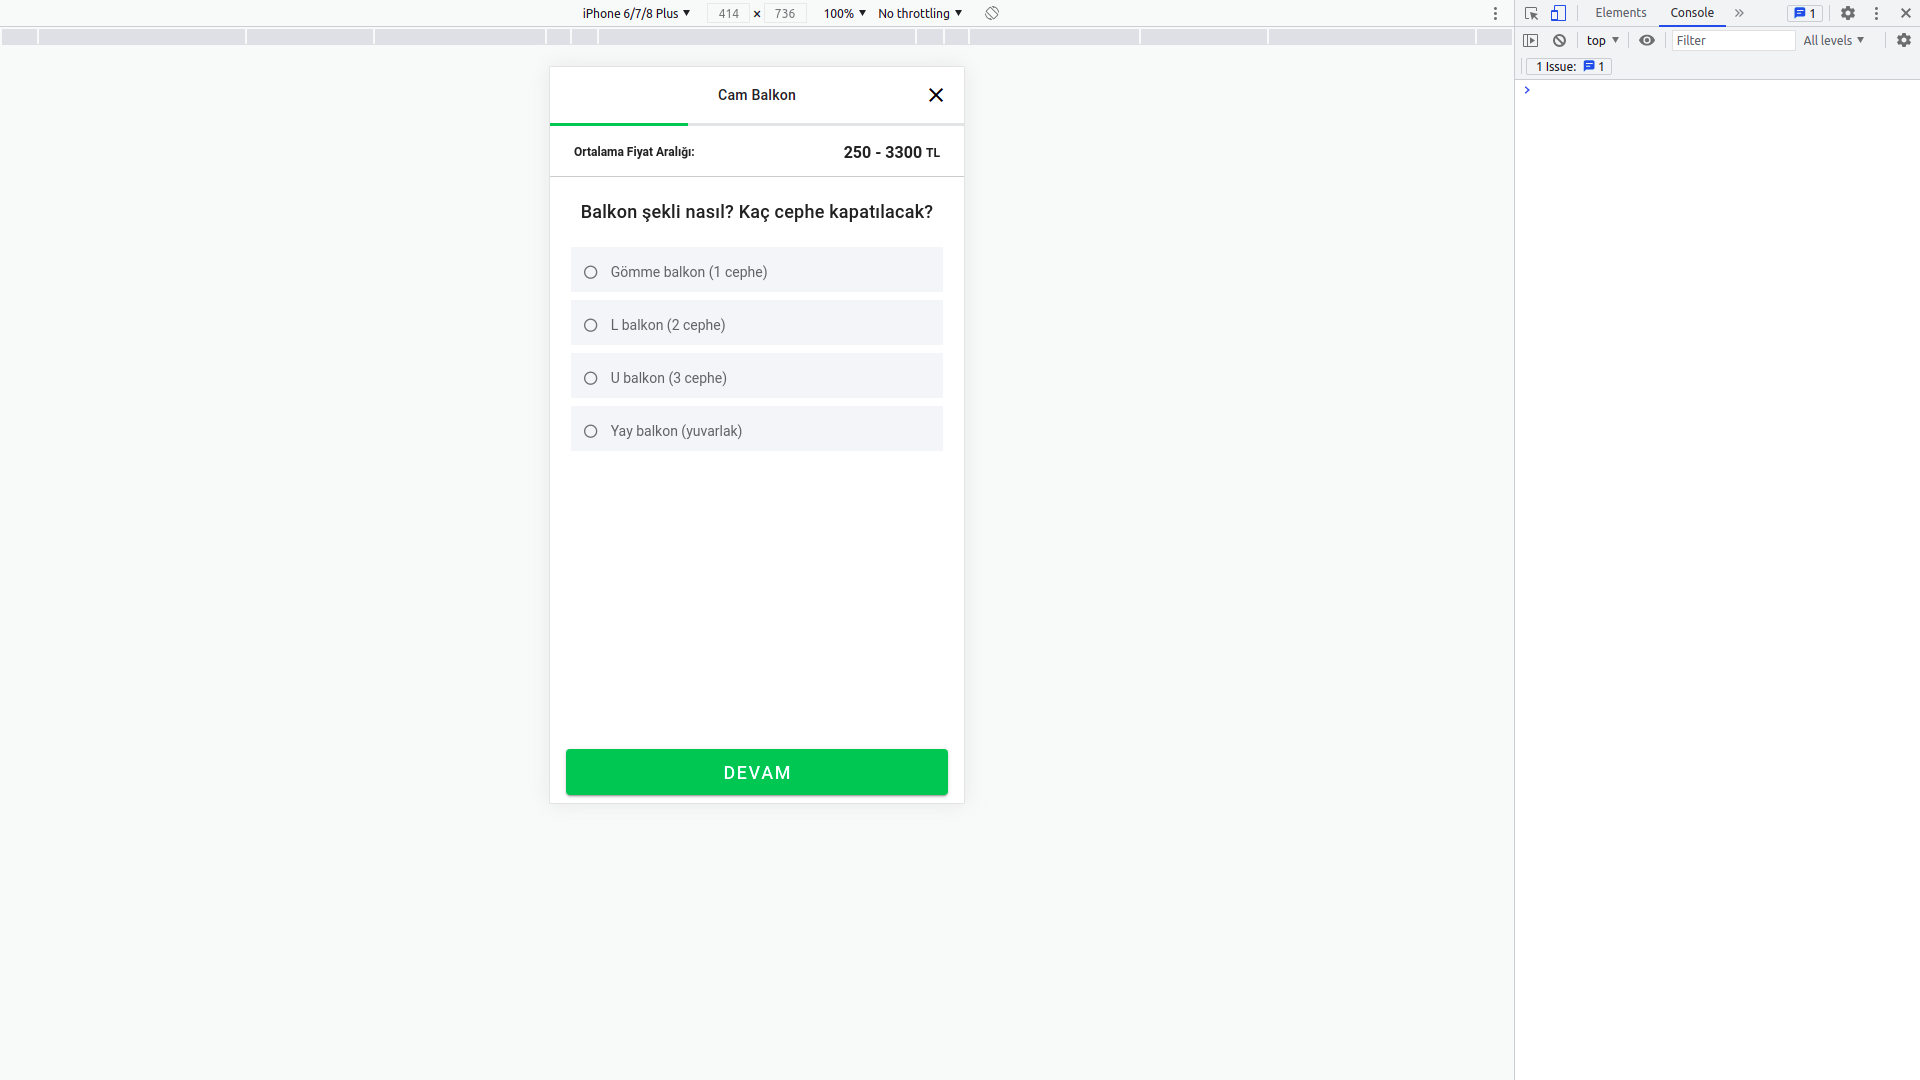 iPhone 6/7/8 Plus 414 × 736 100% No throttling
Elements Console 1
top Filter All levels
1 Issue: 1
Cam Balkon
Ortalama Fiyat Aralığı: 250 - 3300 TL
Balkon şekli nasıl? Kaç cephe kapatılacak?
Gömme balkon (1 cephe)
L balkon (2 cephe)
U balkon (3 cephe)
Yay balkon (yuvarlak)
DEVAM